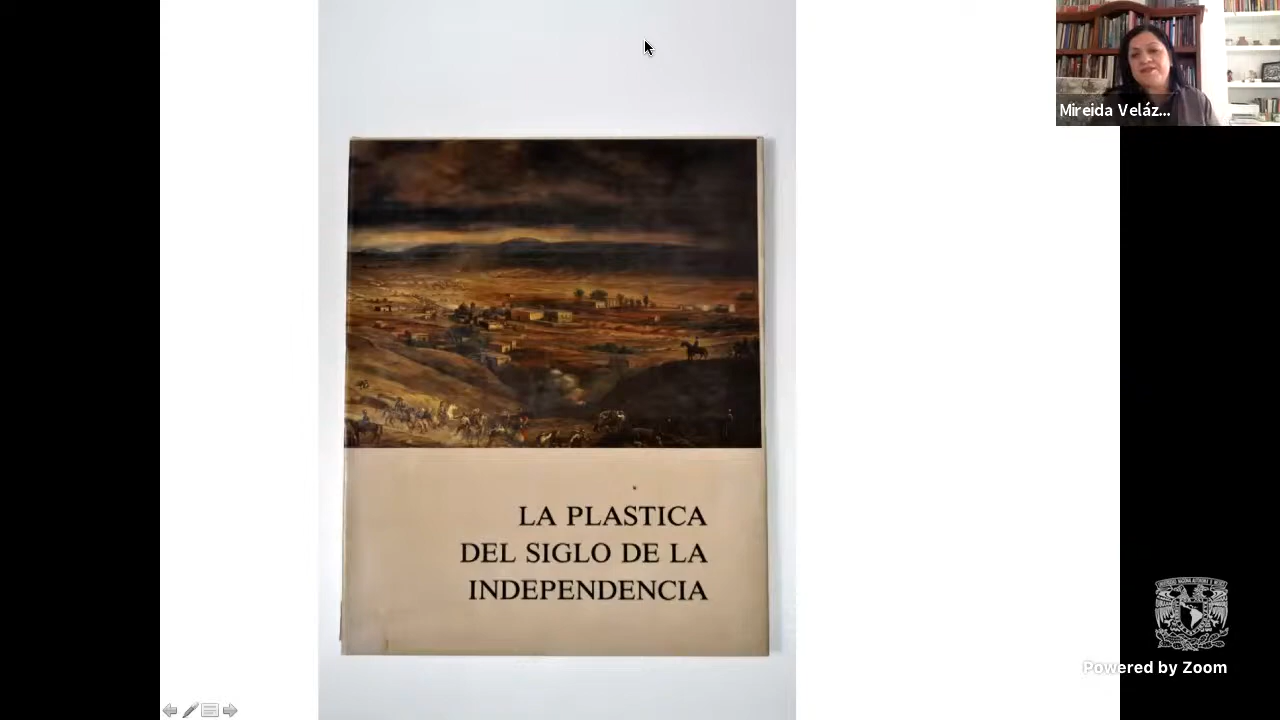 Mireida Veláz...
LA PLASTICA
DEL SIGLO DE LA
INDEPENDENCIA
Powered by Zoom